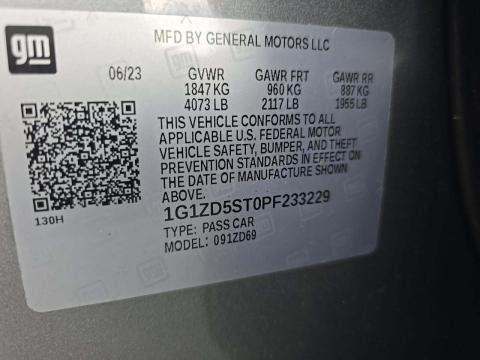 gm
MFD BY GENERAL MOTORS LLC
06/23 GVWR GAWR FRT GAWR RR
1847 KG 960 KG 887 KG
4073 LB 2117 LB 1955 LB
THIS VEHICLE CONFORMS TO ALL
APPLICABLE U.S. FEDERAL MOTOR
VEHICLE SAFETY, BUMPER, AND THEFT
PREVENTION STANDARDS IN EFFECT ON
THE DATE OF MANUFACTURE SHOWN
ABOVE.
130H
1G1ZD5ST0PF233229
TYPE: PASS CAR
MODEL: 091ZD69